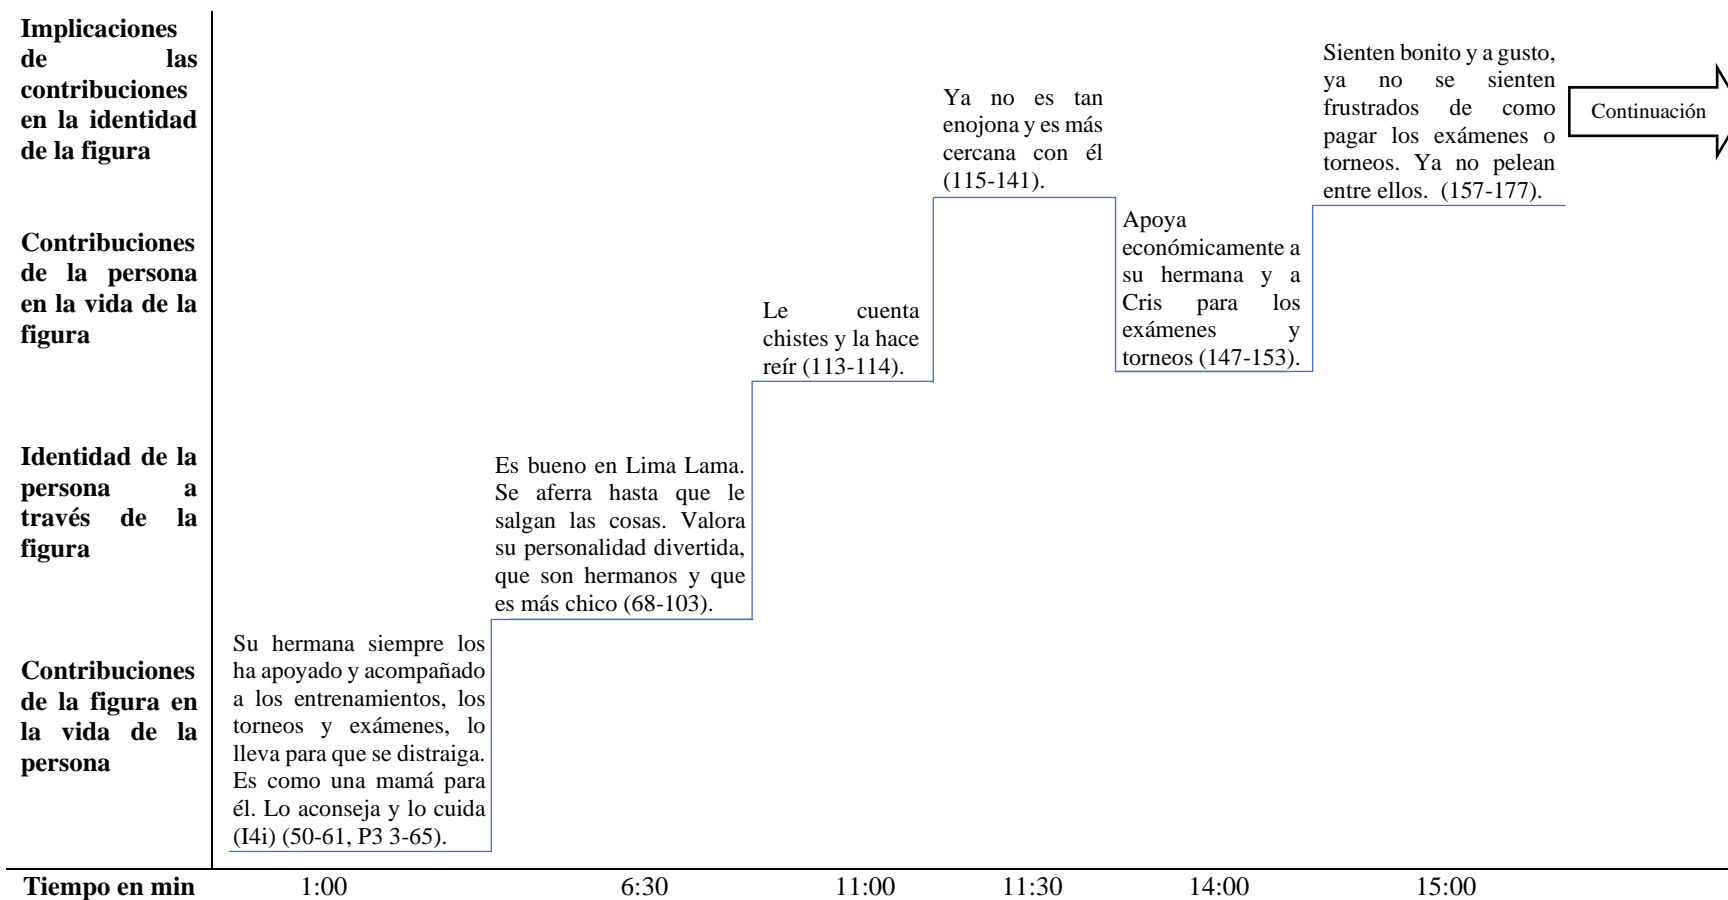 Implicaciones
de las
contribuciones
en la identidad
de la figura
Contribuciones
de la persona
en la vida de la
figura
Identidad de la
persona a
través de la
figura
Contribuciones
de la figura en
la vida de la
persona
Su hermana siempre los
ha apoyado y acompañado
a los entrenamientos, los
torneos y exámenes, lo
lleva para que se distraiga.
Es como una mamá para
él. Lo aconseja y lo cuida
(I4i) (50-61, P3 3-65).
Es bueno en Lima Lama.
Se aferra hasta que le
salgan las cosas. Valora
su personalidad divertida,
que son hermanos y que
es más chico (68-103).
Le cuenta
chistes y la hace
reír (113-114).
Ya no es tan
enojona y es más
cercana con él
(115-141).
Apoya
económicamente a
su hermana y a
Cris para los
exámenes y
torneos (147-153).
Sienten bonito y a gusto,
ya no se sienten
frustrados de como
pagar los exámenes o
torneos. Ya no pelean
entre ellos. (157-177).
Continuación
Tiempo en min 1:00 6:30 11:00 11:30 14:00 15:00